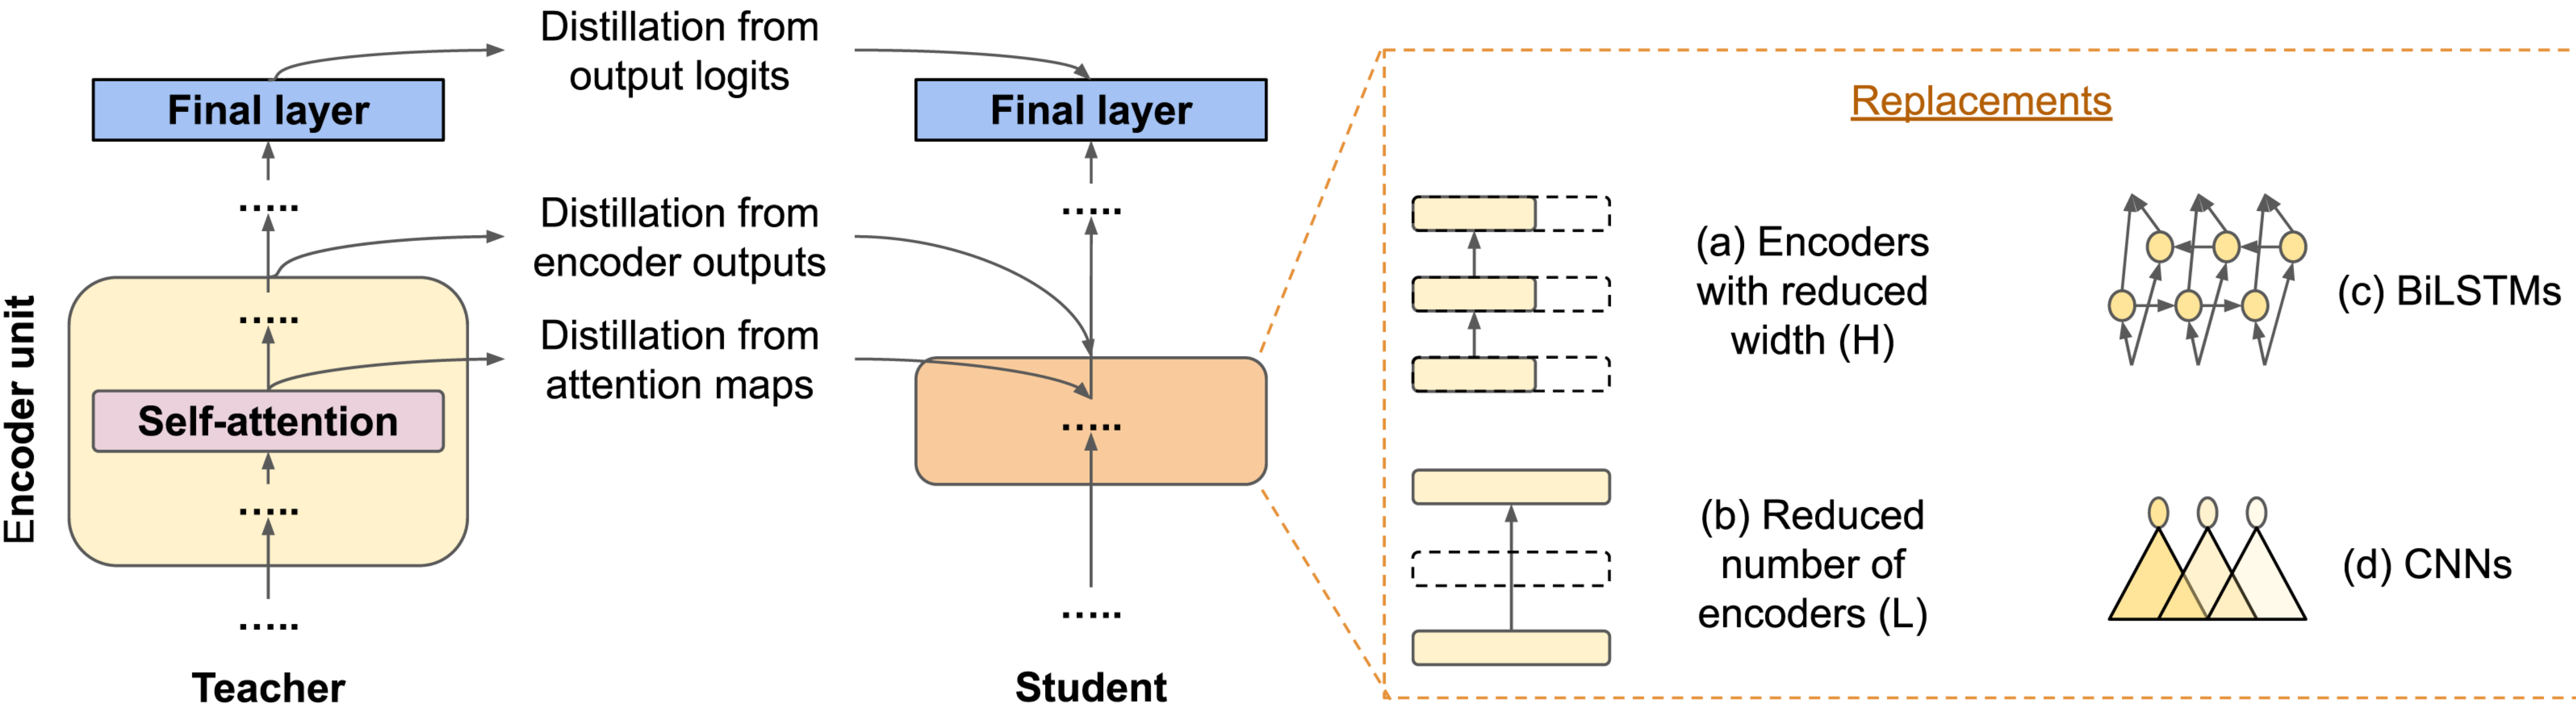 Distillation from
output logits
Final layer
Final layer
Replacements
.....
.....
Distillation from
encoder outputs
(a) Encoders
with reduced
width (H)
(c) BiLSTMs
Encoder unit
.....
Distillation from
attention maps
Self-attention
.....
.....
(b) Reduced
number of
encoders (L)
(d) CNNs
.....
.....
Teacher
Student